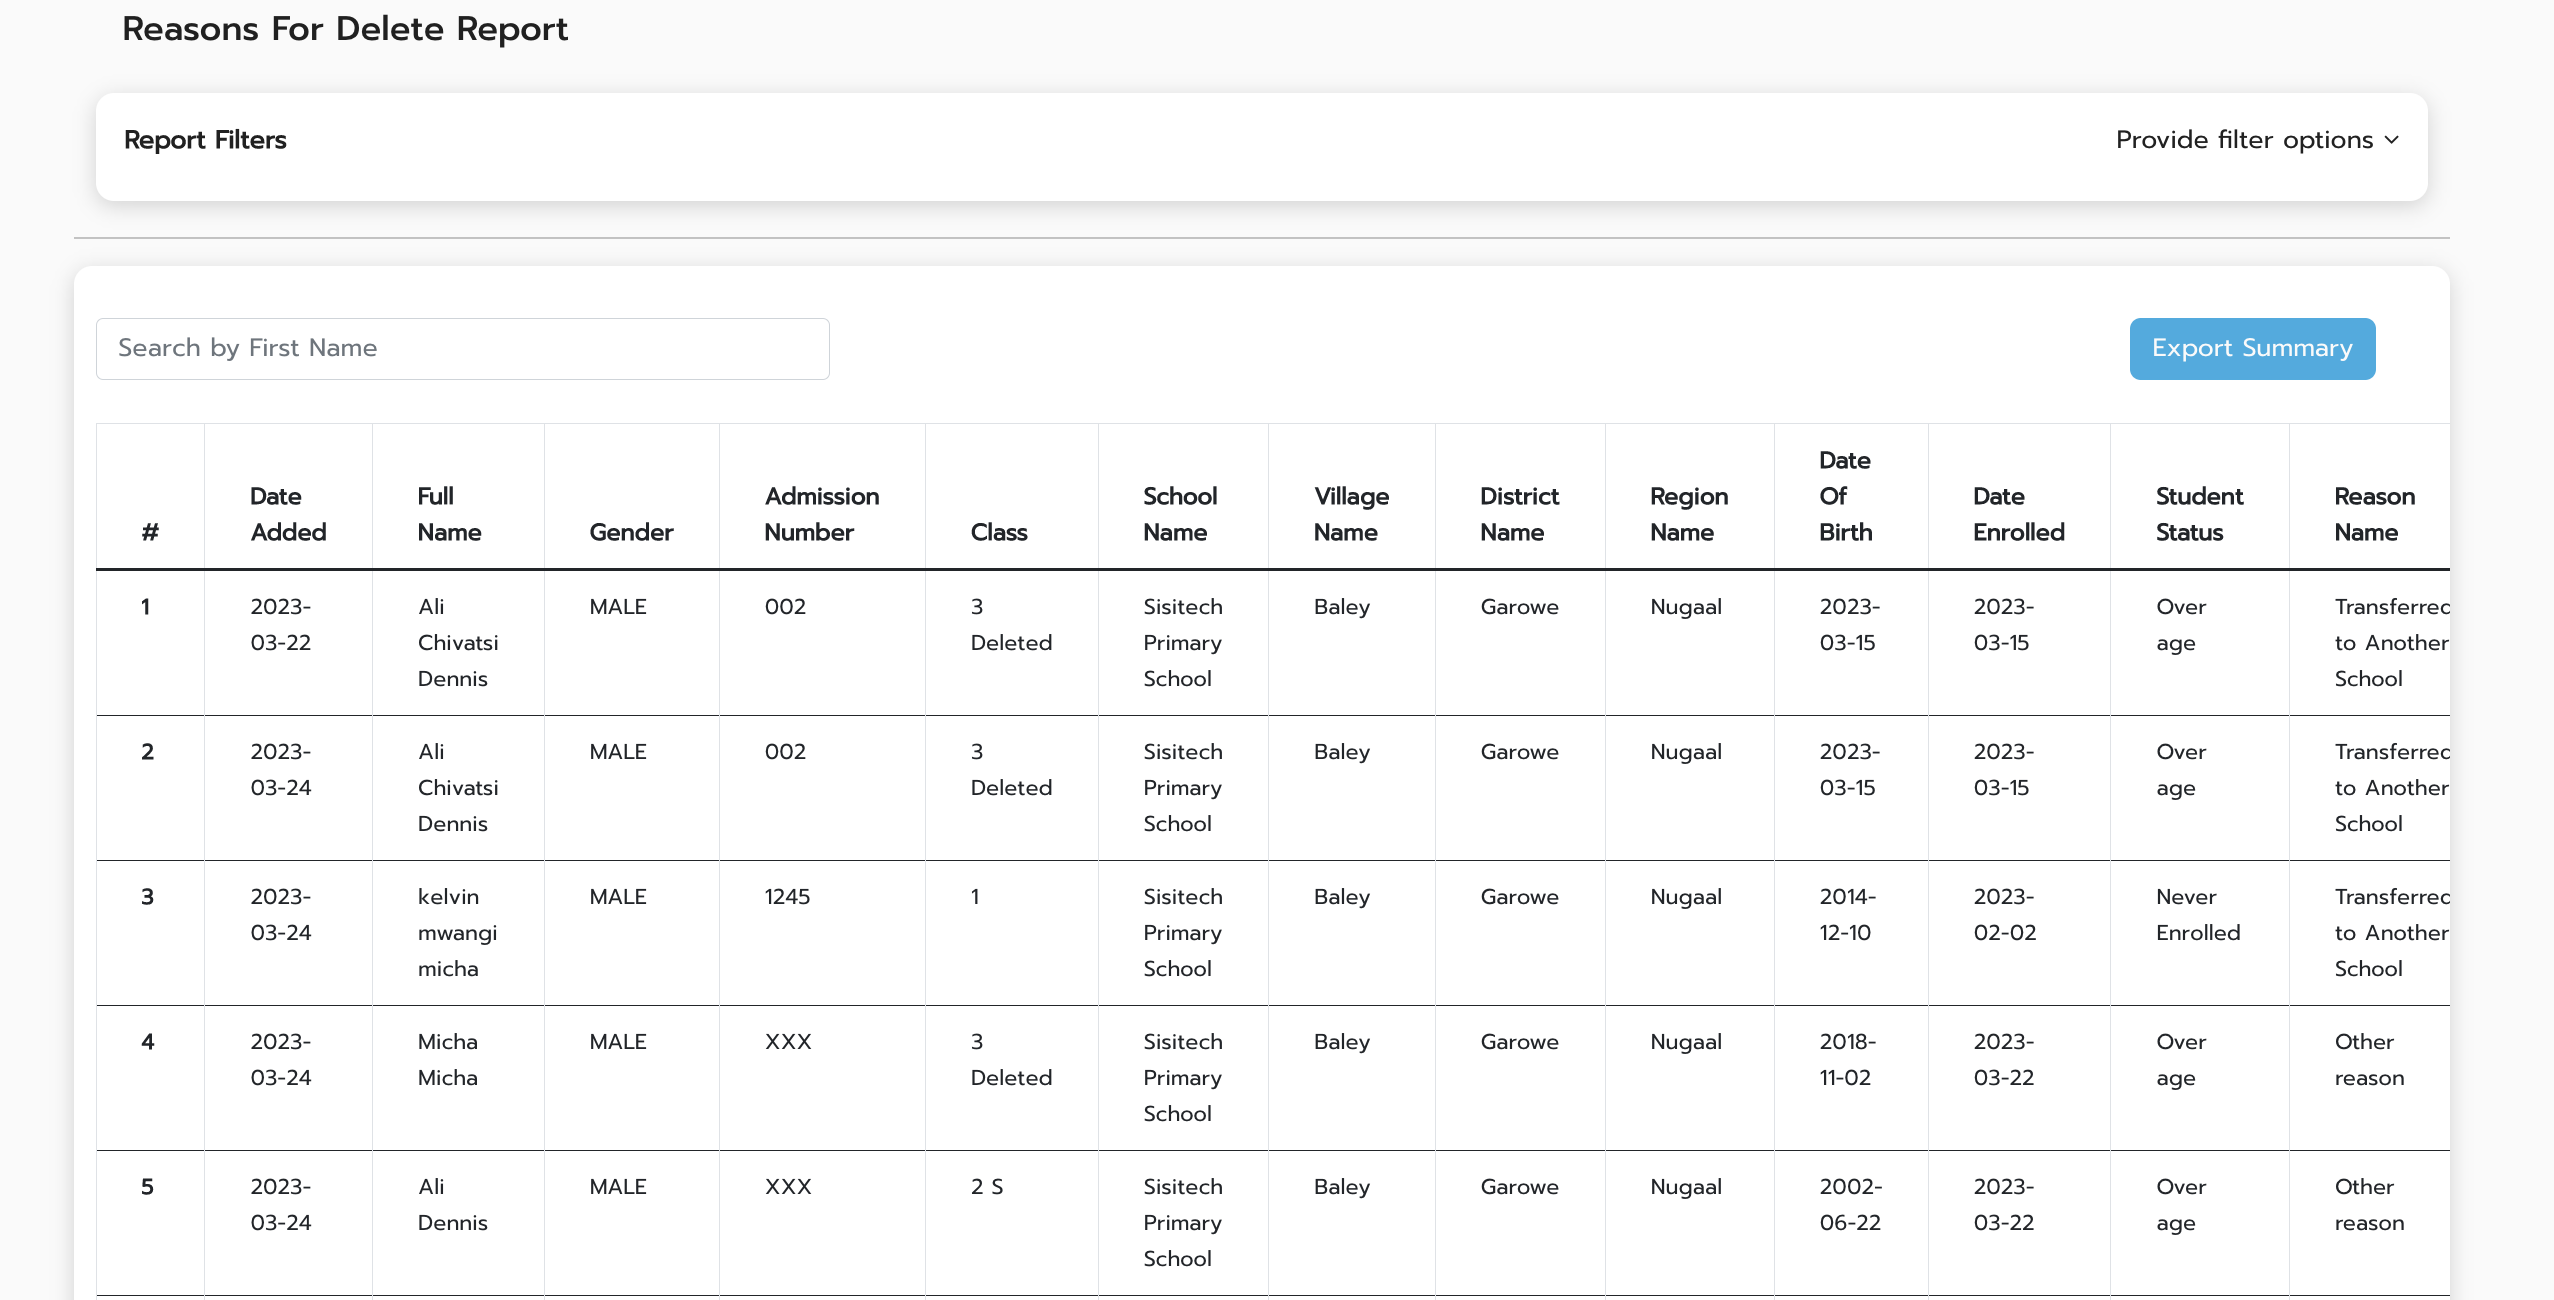 Reasons For Delete Report
Report Filters
Provide filter options
Search by First Name
Export Summary
# Date Added Full Name Gender Admission Number Class School Name Village Name District Name Region Name Date Of Birth Date Enrolled Student Status Reason Name
1 2023-03-22 Ali Chivatsi Dennis MALE 002 3 Deleted Sisitech Primary School Baley Garowe Nugaal 2023-03-15 2023-03-15 Over age Transferred to Another School
2 2023-03-24 Ali Chivatsi Dennis MALE 002 3 Deleted Sisitech Primary School Baley Garowe Nugaal 2023-03-15 2023-03-15 Over age Transferred to Another School
3 2023-03-24 kelvin mwangi micha MALE 1245 1 Sisitech Primary School Baley Garowe Nugaal 2014-12-10 2023-02-02 Never Enrolled Transferred to Another School
4 2023-03-24 Micha Micha MALE XXX 3 Deleted Sisitech Primary School Baley Garowe Nugaal 2018-11-02 2023-03-22 Over age Other reason
5 2023-03-24 Ali Dennis MALE XXX 2 S Sisitech Primary School Baley Garowe Nugaal 2002-06-22 2023-03-22 Over age Other reason